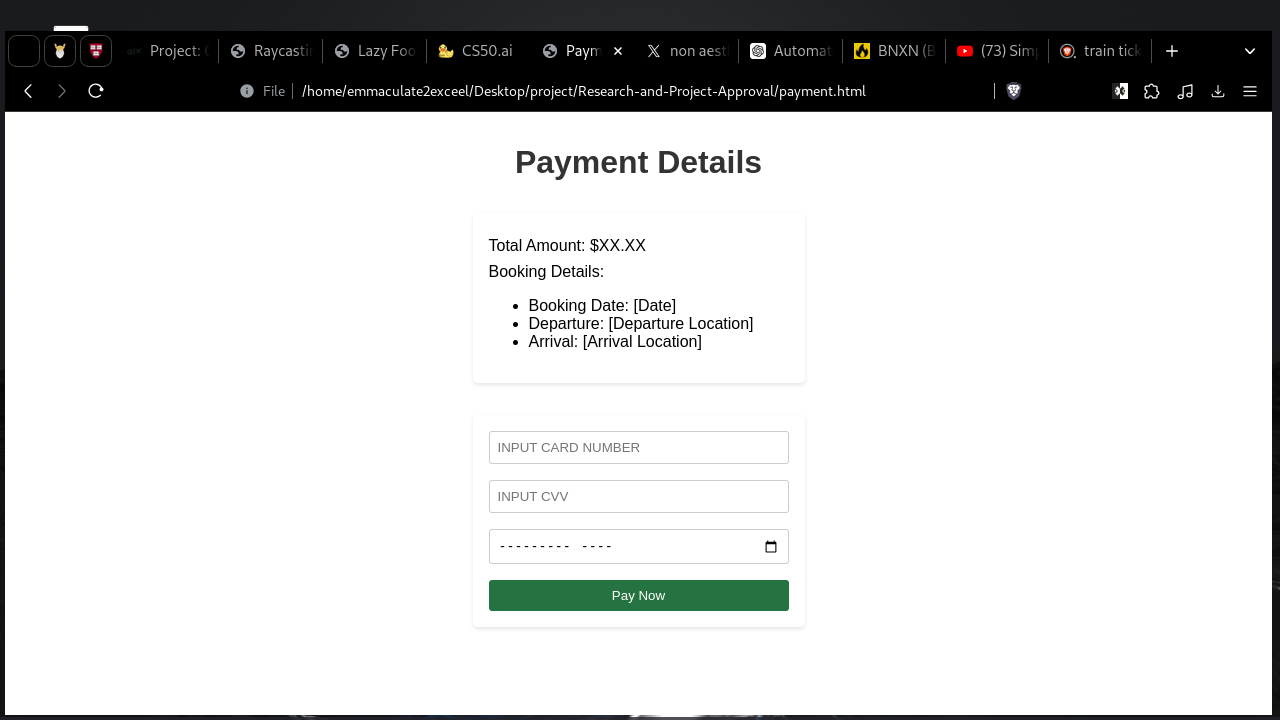 Project: C
Raycastin
Lazy Foo
CS50.ai
Paym
non aest
Automat
BNXN (B
(73) Simp
train tick
File
/home/emmaculate2exceel/Desktop/project/Research-and-Project-Approval/payment.html
Payment Details
Total Amount: $XX.XX
Booking Details:
• Booking Date: [Date]
• Departure: [Departure Location]
• Arrival: [Arrival Location]
INPUT CARD NUMBER
INPUT CVV
--------- ----
Pay Now